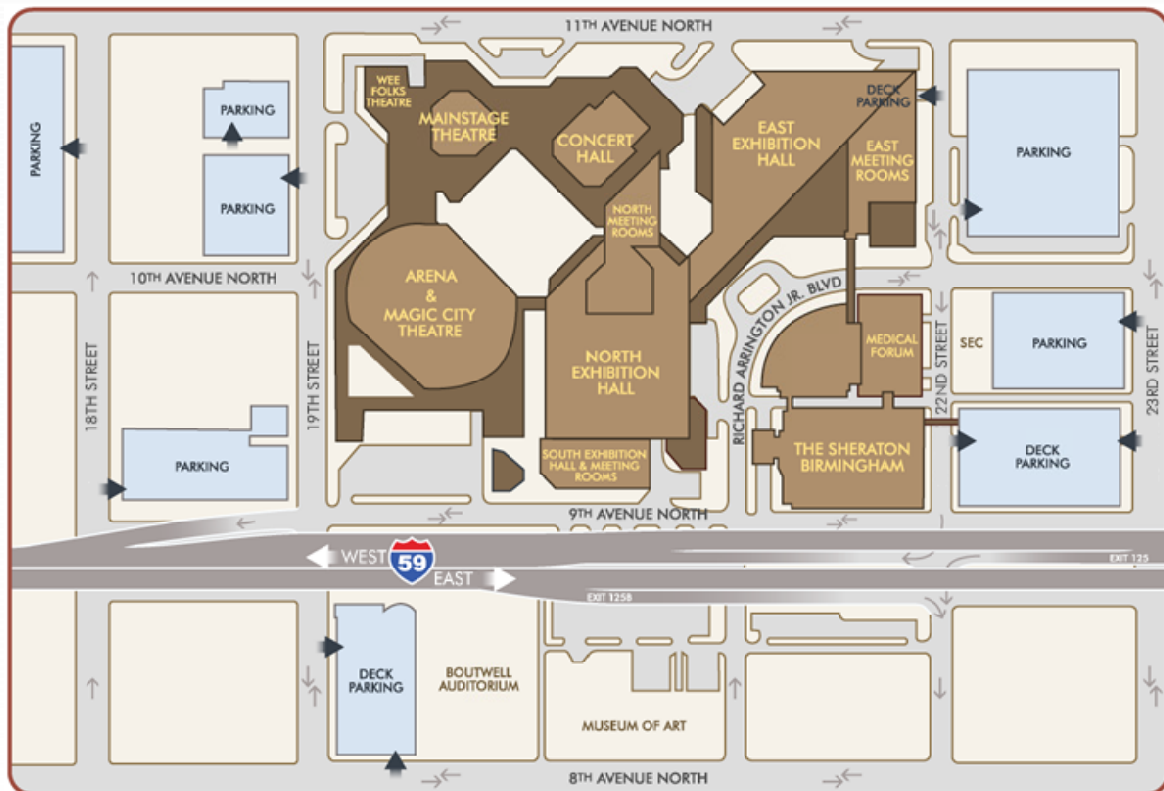 11TH AVENUE NORTH
WEE
FOLKS
THEATRE
MAINSTAGE
THEATRE
CONCERT
HALL
EAST
EXHIBITION
HALL
DECK
PARKING
EAST
MEETING
ROOMS
PARKING
PARKING
PARKING
PARKING
NORTH
MEETING
ROOMS
10TH AVENUE NORTH
ARENA
&
MAGIC CITY
THEATRE
NORTH
EXHIBITION
HALL
RICHARD ARRINGTON JR. BLVD
MEDICAL
FORUM
SEC
PARKING
18TH STREET
19TH STREET
22ND STREET
23RD STREET
PARKING
SOUTH EXHIBITION
HALL & MEETING
ROOMS
THE SHERATON
BIRMINGHAM
DECK
PARKING
9TH AVENUE NORTH
WEST
59
EAST
EXIT 125
EXIT 125B
DECK
PARKING
BOUTWELL
AUDITORIUM
MUSEUM OF ART
8TH AVENUE NORTH